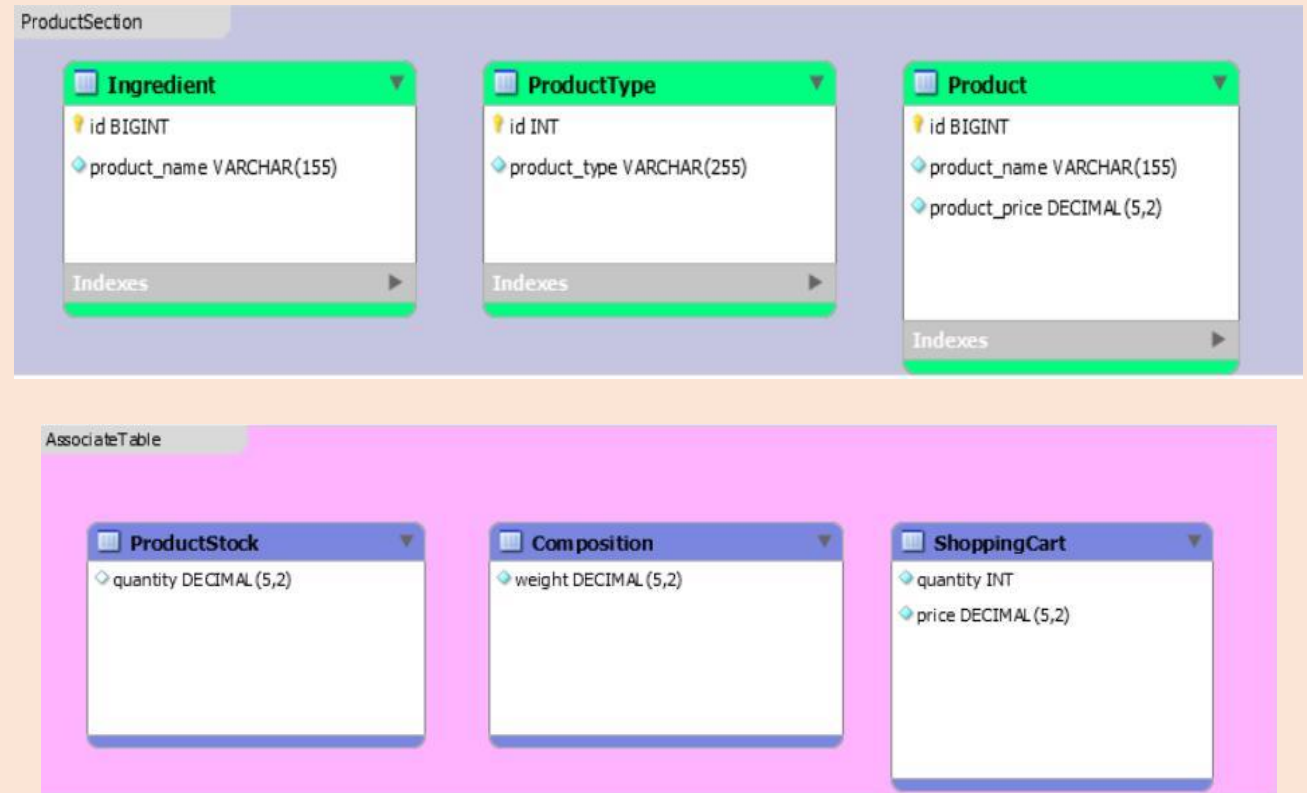 ProductSection
Ingredient
id BIGINT
product_name VARCHAR(155)
Indexes
ProductType
id INT
product_type VARCHAR(255)
Indexes
Product
id BIGINT
product_name VARCHAR(155)
product_price DECIMAL(5,2)
Indexes
AssociateTable
ProductStock
quantity DECIMAL(5,2)
Composition
weight DECIMAL(5,2)
ShoppingCart
quantity INT
price DECIMAL(5,2)